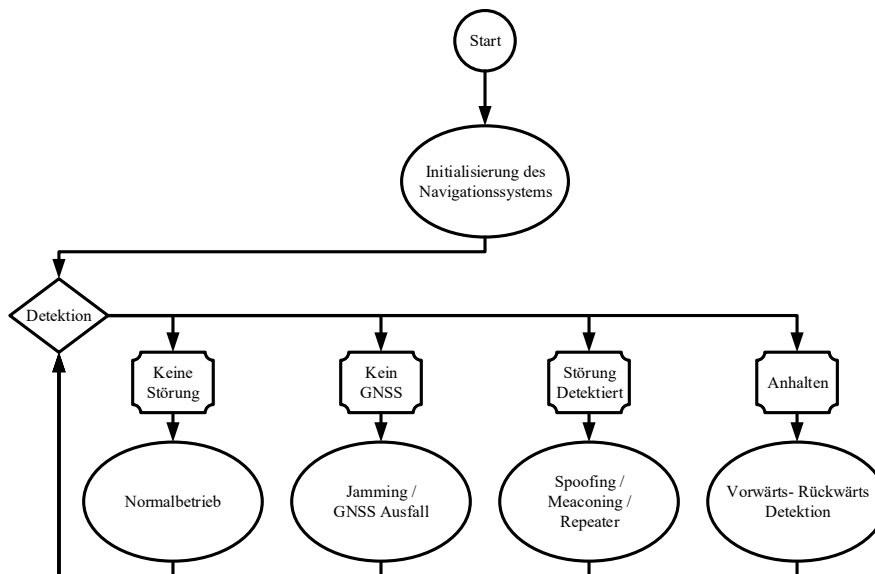 Start
Initialisierung des
Navigationssystems
Detektion
Keine
Störung
Kein
GNSS
Störung
Detektiert
Anhalten
Normalbetrieb
Jamming /
GNSS Ausfall
Spoofing /
Meaconing /
Repeater
Vorwärts- Rückwärts
Detektion